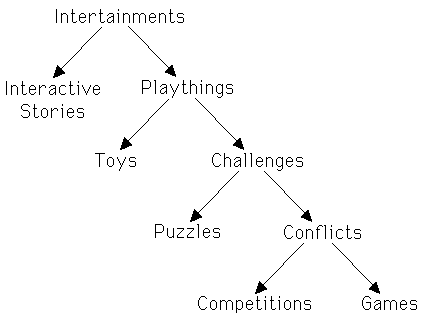 Intertainments
Interactive
Stories
Playthings
Toys
Challenges
Puzzles
Conflicts
Competitions
Games